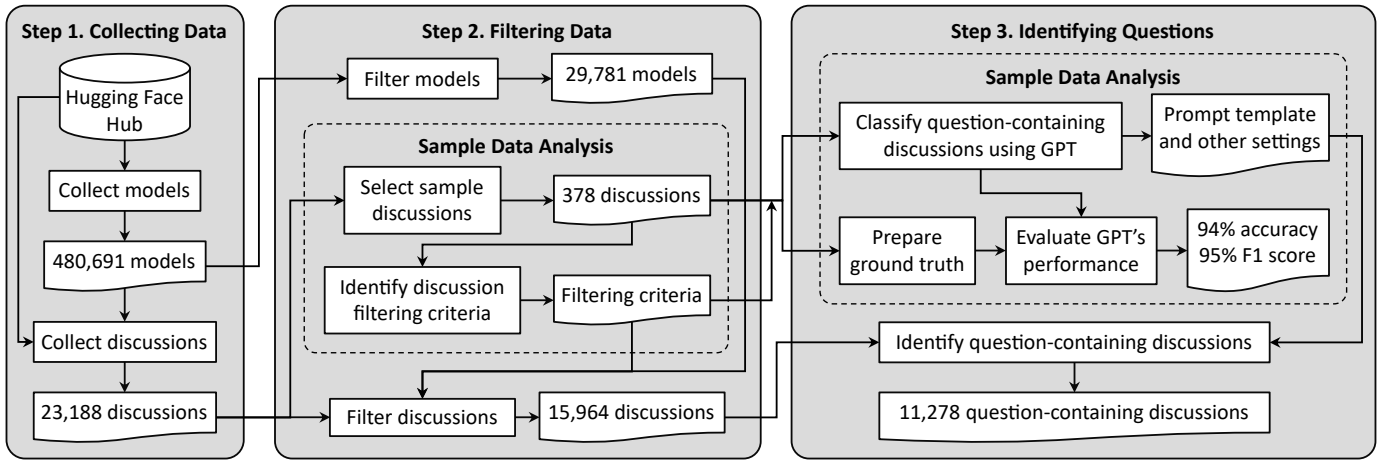 Step 1. Collecting Data
Hugging Face
Hub
Collect models
480,691 models
Collect discussions
23,188 discussions
Step 2. Filtering Data
Filter models
29,781 models
Sample Data Analysis
Select sample
discussions
378 discussions
Identify discussion
filtering criteria
Filtering criteria
Filter discussions
15,964 discussions
Step 3. Identifying Questions
Sample Data Analysis
Classify question-containing
discussions using GPT
Prompt template
and other settings
Prepare
ground truth
Evaluate GPT’s
performance
94% accuracy
95% F1 score
Identify question-containing discussions
11,278 question-containing discussions